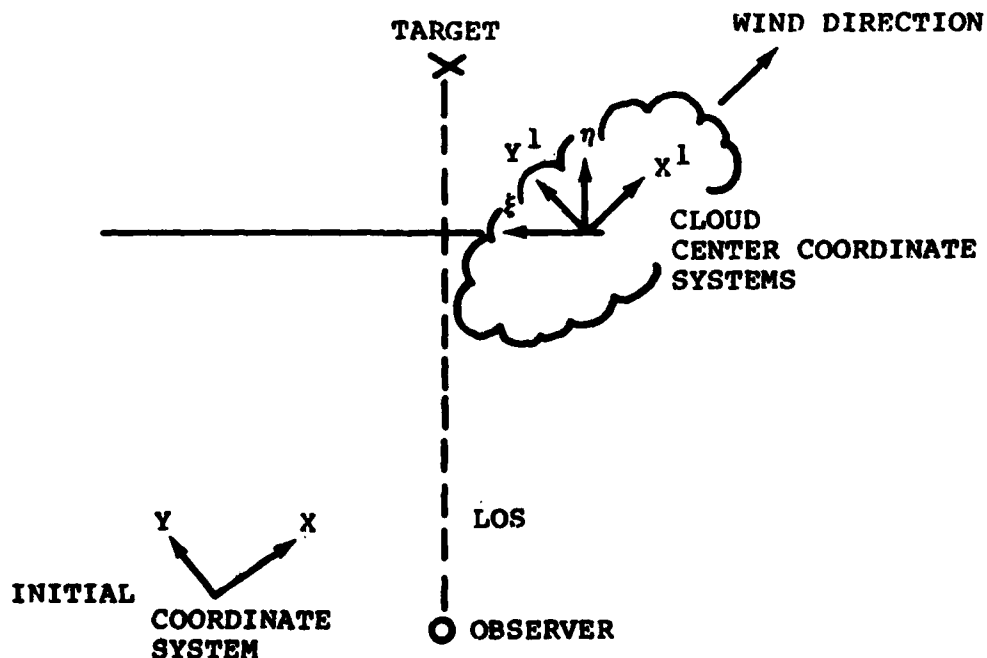 WIND DIRECTION
TARGET
Y¹
η
X¹
ξ
CLOUD
CENTER COORDINATE
SYSTEMS
LOS
Y
X
INITIAL
COORDINATE
SYSTEM
OBSERVER